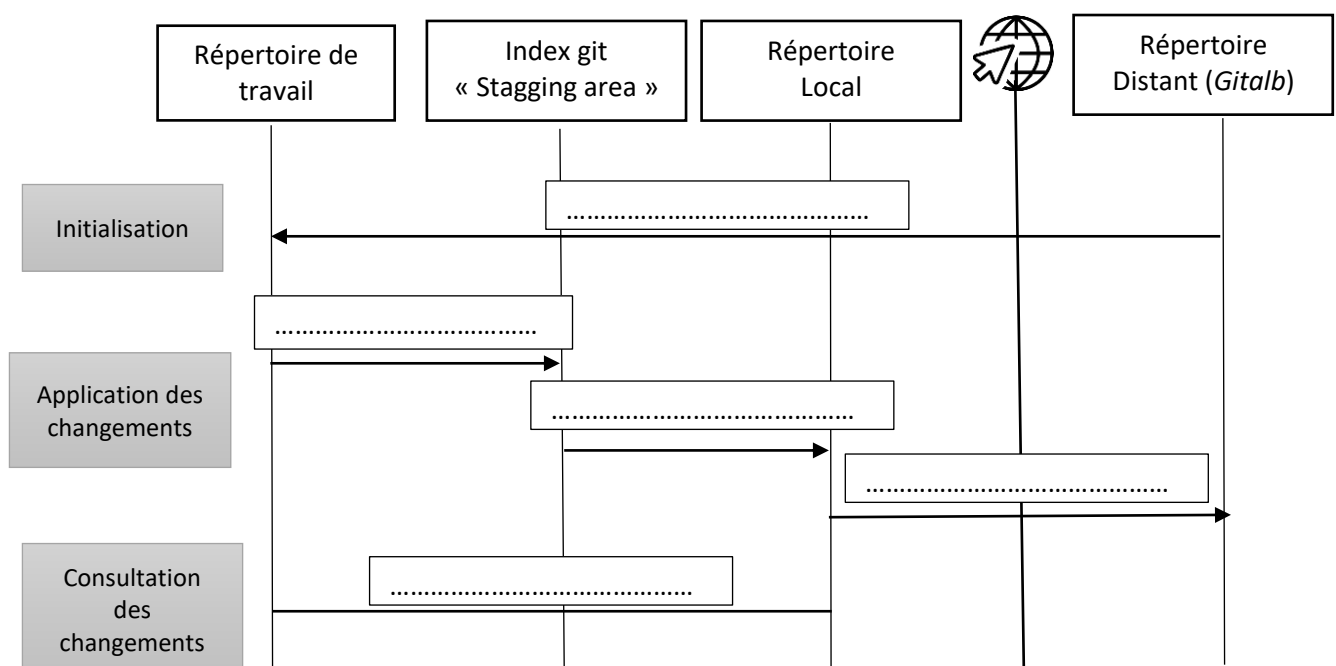 Répertoire de
travail
Index git
« Stagging area »
Répertoire
Local
Répertoire
Distant (Gitalb)
………………………………………
Initialisation
…………………………………
Application des
changements
………………………………………
………………………………………
Consultation
des
changements
………………………………………